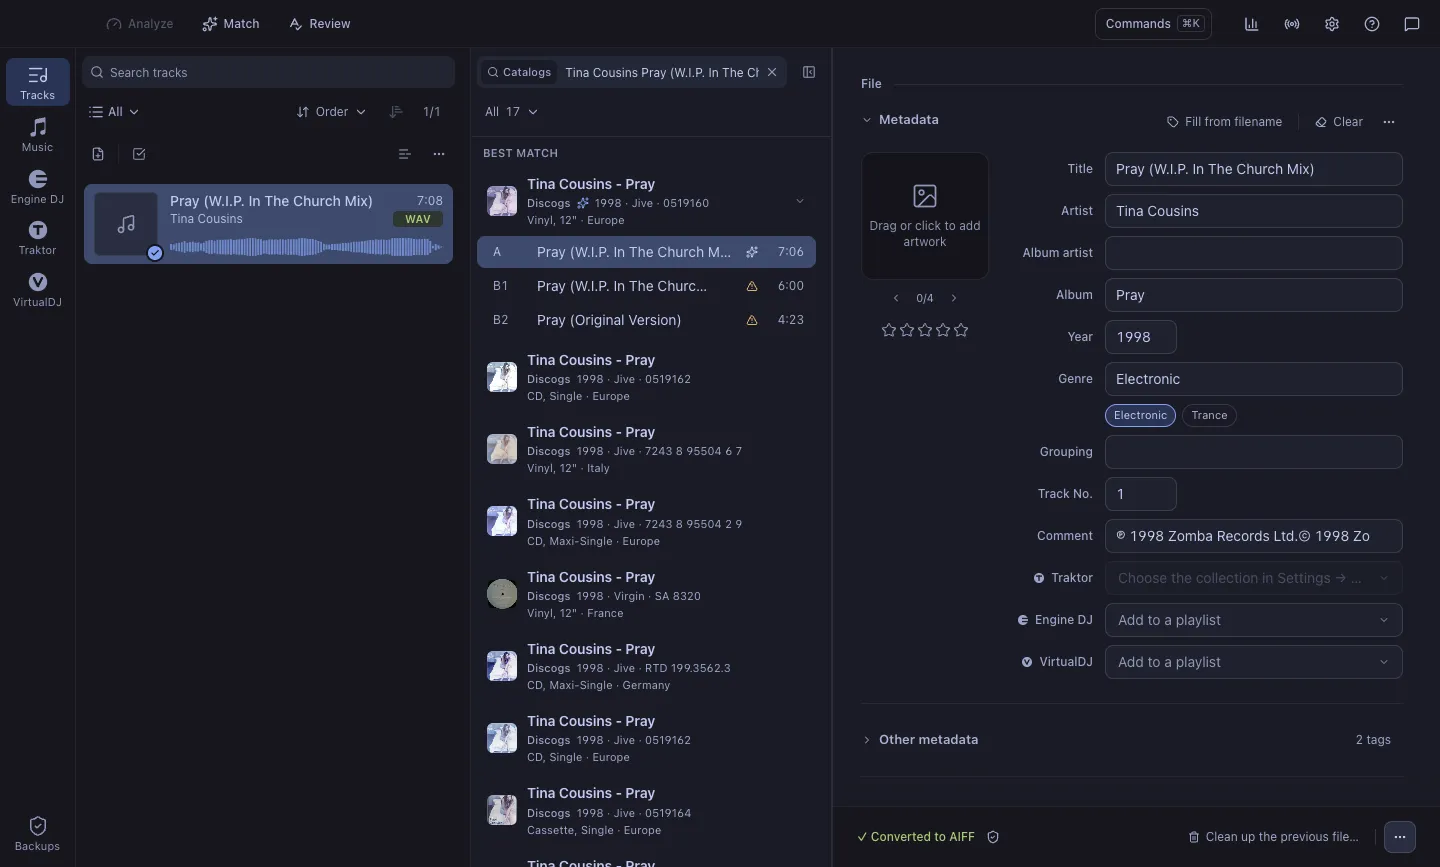 Analyze
Match
Review
Commands ⌘K
Tracks
Music
Engine DJ
Traktor
VirtualDJ
Backups
Search tracks
All
Order
1/1
Pray (W.I.P. In The Church Mix) 7:08
Tina Cousins WAV
Catalogs Tina Cousins Pray (W.I.P. In The Ch
All 17
BEST MATCH
Tina Cousins - Pray
Discogs 1998 · Jive · 0519160
Vinyl, 12" · Europe
A Pray (W.I.P. In The Church M... 7:06
B1 Pray (W.I.P. In The Churc... 6:00
B2 Pray (Original Version) 4:23
Tina Cousins - Pray
Discogs 1998 · Jive · 0519162
CD, Single · Europe
Tina Cousins - Pray
Discogs 1998 · Jive · 7243 8 95504 6 7
Vinyl, 12" · Italy
Tina Cousins - Pray
Discogs 1998 · Jive · 7243 8 95504 2 9
CD, Maxi-Single · Europe
Tina Cousins - Pray
Discogs 1998 · Virgin · SA 8320
Vinyl, 12" · France
Tina Cousins - Pray
Discogs 1998 · Jive · RTD 199.3562.3
CD, Maxi-Single · Germany
Tina Cousins - Pray
Discogs 1998 · Jive · 0519162
CD, Single · Europe
Tina Cousins - Pray
Discogs 1998 · Jive · 0519164
Cassette, Single · Europe
Tina Cousins - Pray
File
Metadata
Fill from filename
Clear
Drag or click to add
artwork
0/4
Title Pray (W.I.P. In The Church Mix)
Artist Tina Cousins
Album artist
Album Pray
Year 1998
Genre Electronic
Electronic Trance
Grouping
Track No. 1
Comment ℗ 1998 Zomba Records Ltd.© 1998 Zo
Traktor Choose the collection in Settings → ...
Engine DJ Add to a playlist
VirtualDJ Add to a playlist
Other metadata 2 tags
✓ Converted to AIFF
Clean up the previous file...